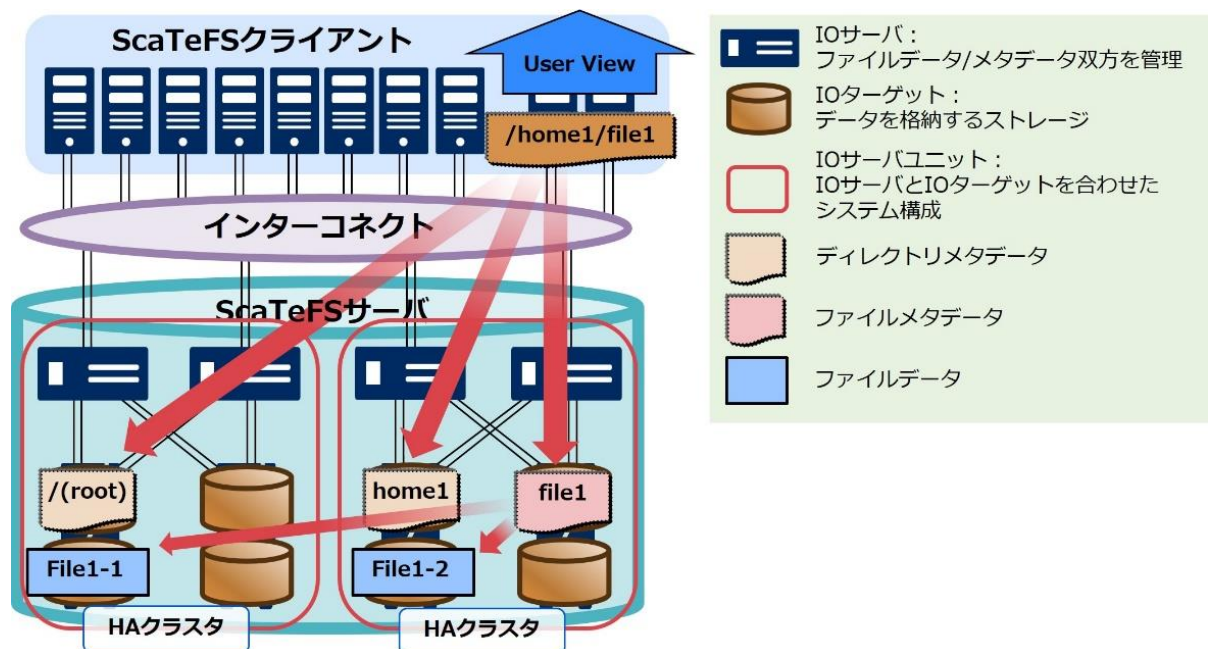 ScaTeFSクライアント
User View
/home1/file1
インターコネクト
ScaTeFSサーバ
/(root)
home1
file1
File1-1
File1-2
HAクラスタ
HAクラスタ
IOサーバ：
ファイルデータ/メタデータ双方を管理
IOターゲット：
データを格納するストレージ
IOサーバユニット：
IOサーバとIOターゲットを合わせた
システム構成
ディレクトリメタデータ
ファイルメタデータ
ファイルデータ